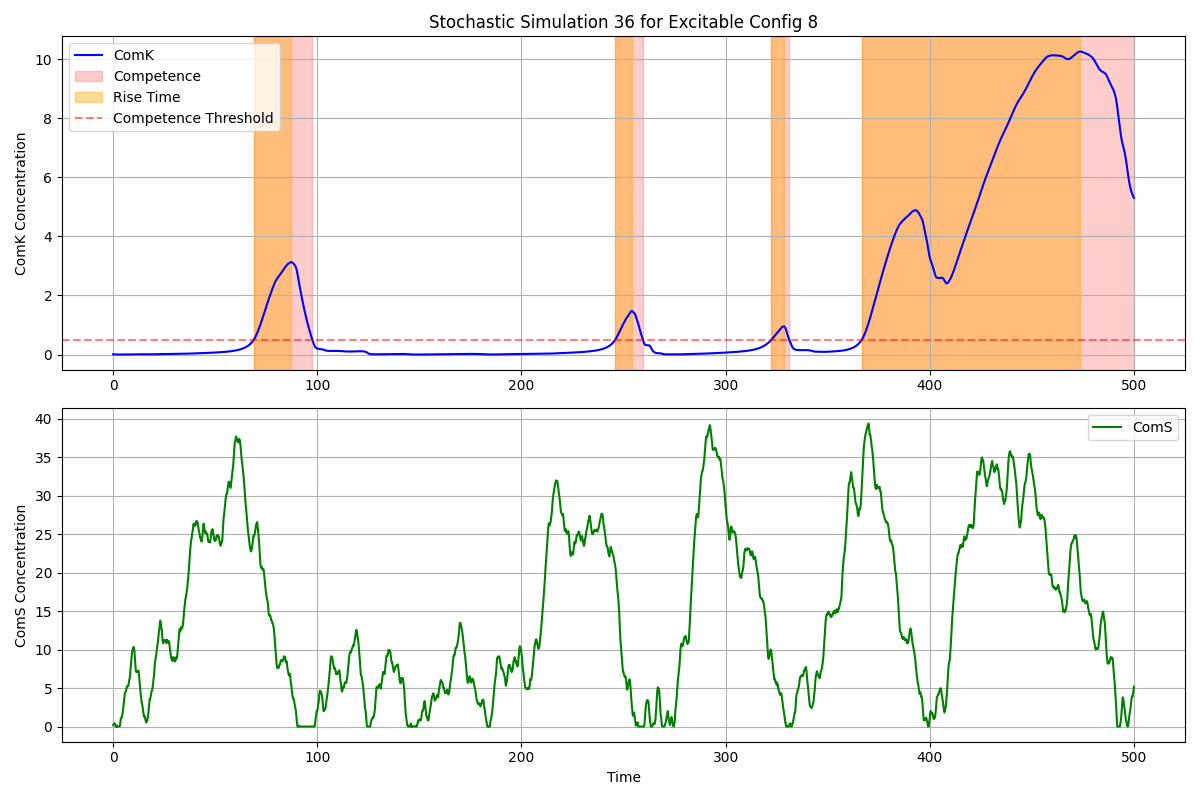 Stochastic Simulation 36 for Excitable Config 8
ComK Concentration
10
8
6
4
2
0
ComK
Competence
Rise Time
Competence Threshold
0 100 200 300 400 500
ComS Concentration
40
35
30
25
20
15
10
5
0
ComS
0 100 200 300 400 500
Time